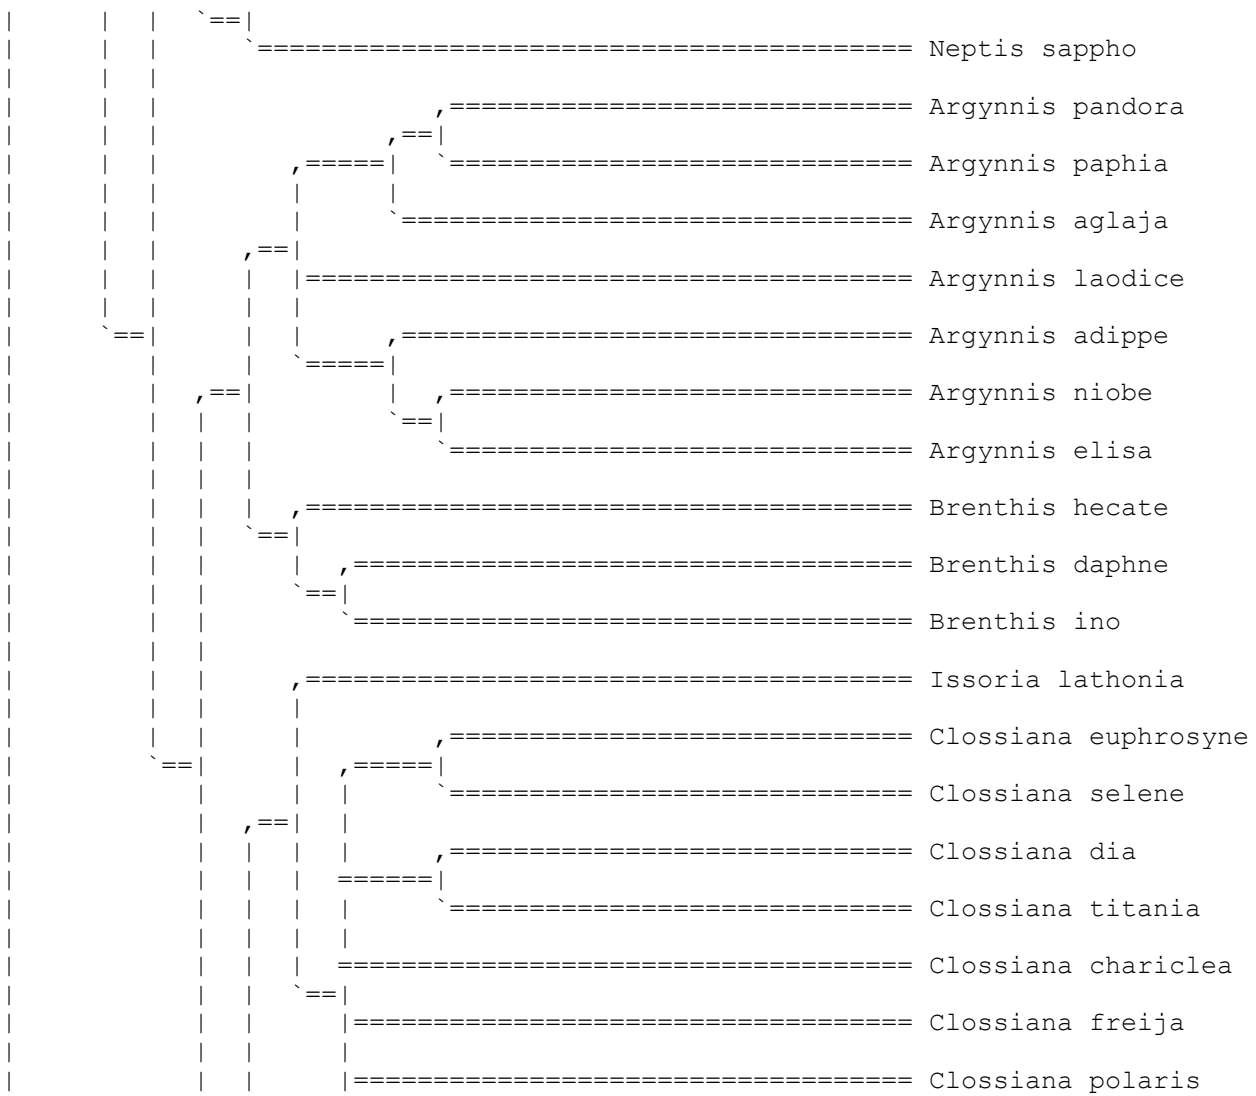 Neptis sappho
Argynnis pandora
Argynnis paphia
Argynnis aglaja
Argynnis laodice
Argynnis adippe
Argynnis niobe
Argynnis elisa
Brenthis hecate
Brenthis daphne
Brenthis ino
Issoria lathonia
Clossiana euphrosyne
Clossiana selene
Clossiana dia
Clossiana titania
Clossiana chariclea
Clossiana freija
Clossiana polaris